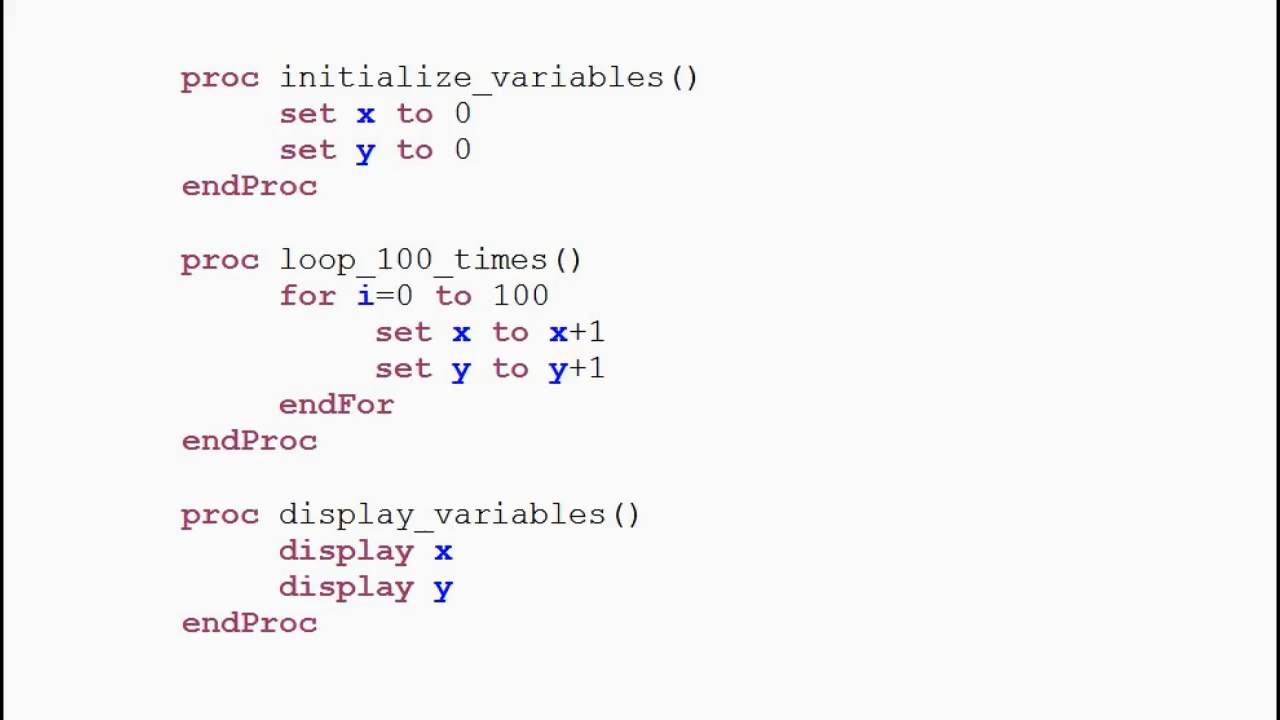 proc initialize_variables()
set x to 0
set y to 0
endProc
proc loop_100_times()
for i=0 to 100
set x to x+1
set y to y+1
endFor
endProc
proc display_variables()
display x
display y
endProc